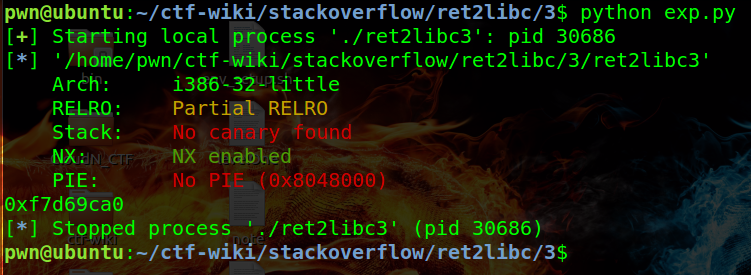 pwn@ubuntu:~/ctf-wiki/stackoverflow/ret2libc/3$ python exp.py
[+] Starting local process './ret2libc3': pid 30686
[*] '/home/pwn/ctf-wiki/stackoverflow/ret2libc/3/ret2libc3'
    Arch:     i386-32-little
    RELRO:    Partial RELRO
    Stack:    No canary found
    NX:       NX enabled
    PIE:      No PIE (0x8048000)
0xf7d69ca0
[*] Stopped process './ret2libc3' (pid 30686)
pwn@ubuntu:~/ctf-wiki/stackoverflow/ret2libc/3$